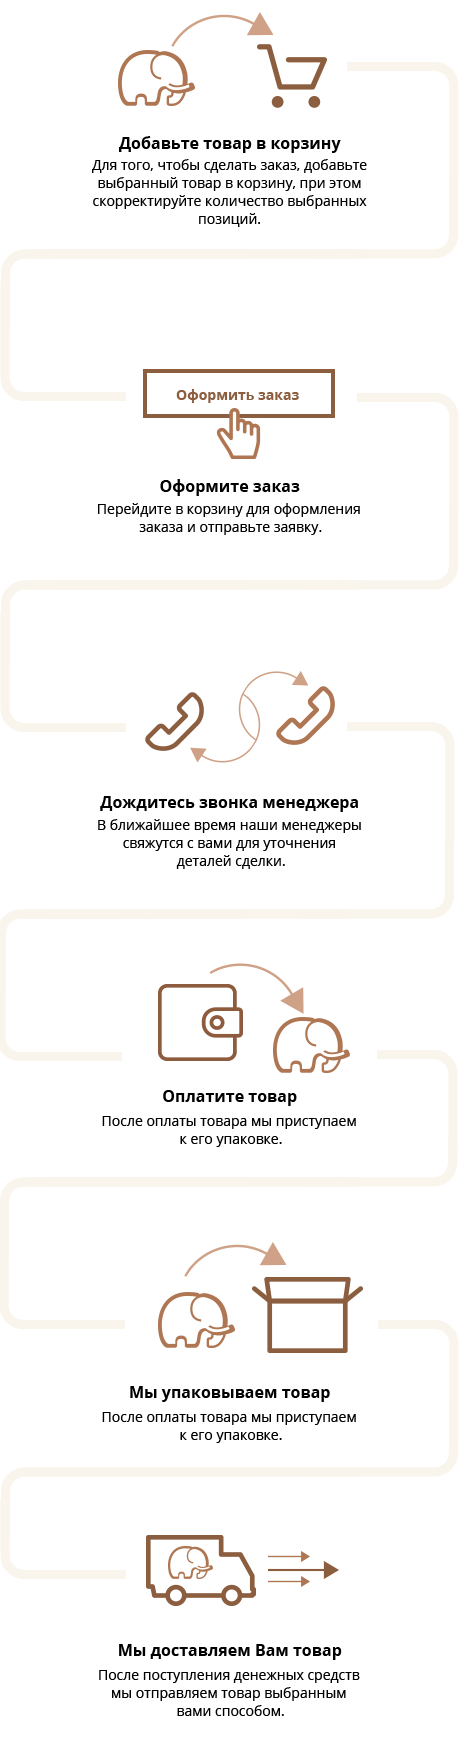 Добавьте товар в корзину
Для того, чтобы сделать заказ, добавьте
выбранный товар в корзину, при этом
скорректируйте количество выбранных
позиций.
Оформить заказ
Оформите заказ
Перейдите в корзину для оформления
заказа и отправьте заявку.
Дождитесь звонка менеджера
В ближайшее время наши менеджеры
свяжутся с вами для уточнения
деталей сделки.
Оплатите товар
После оплаты товара мы приступаем
к его упаковке.
Мы упаковываем товар
После оплаты товара мы приступаем
к его упаковке.
Мы доставляем Вам товар
После поступления денежных средств
мы отправляем товар выбранным
вами способом.